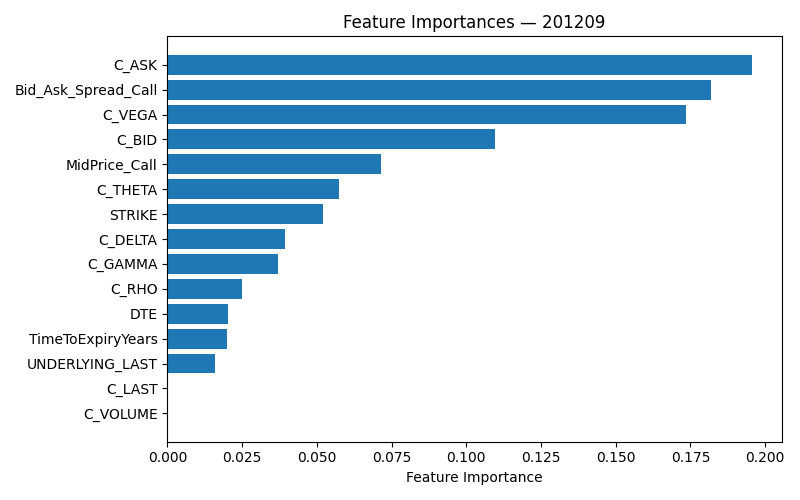 Feature Importances — 201209
C_ASK
Bid_Ask_Spread_Call
C_VEGA
C_BID
MidPrice_Call
C_THETA
STRIKE
C_DELTA
C_GAMMA
C_RHO
DTE
TimeToExpiryYears
UNDERLYING_LAST
C_LAST
C_VOLUME
0.000 0.025 0.050 0.075 0.100 0.125 0.150 0.175 0.200
Feature Importance